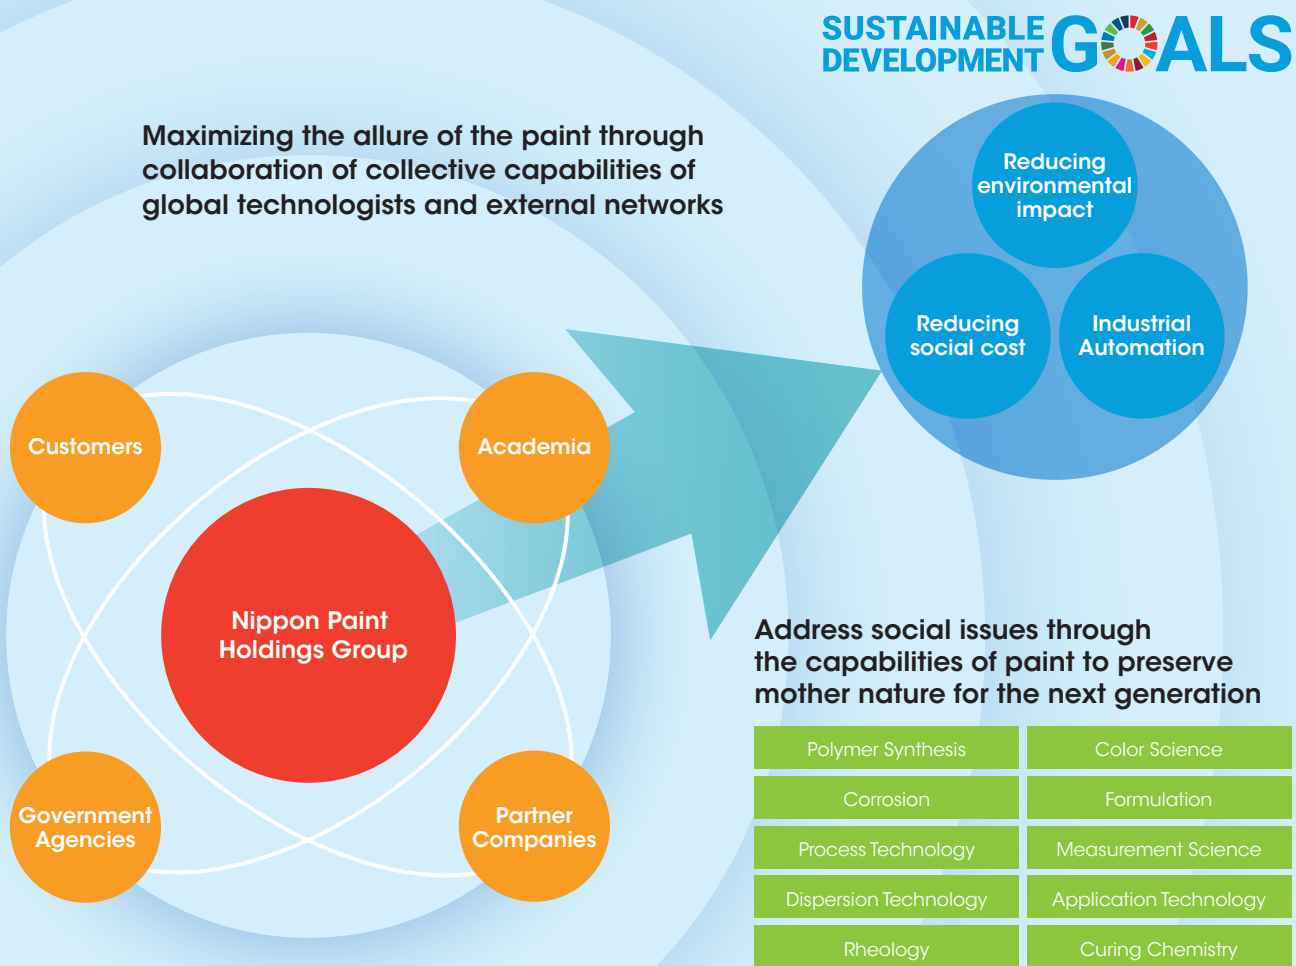 SUSTAINABLE
DEVELOPMENT GOALS
Maximizing the allure of the paint through
collaboration of collective capabilities of
global technologists and external networks
Reducing
environmental
impact
Reducing
social cost
Industrial
Automation
Customers
Academia
Nippon Paint
Holdings Group
Government
Agencies
Partner
Companies
Address social issues through
the capabilities of paint to preserve
mother nature for the next generation
Polymer Synthesis
Color Science
Corrosion
Formulation
Process Technology
Measurement Science
Dispersion Technology
Application Technology
Rheology
Curing Chemistry